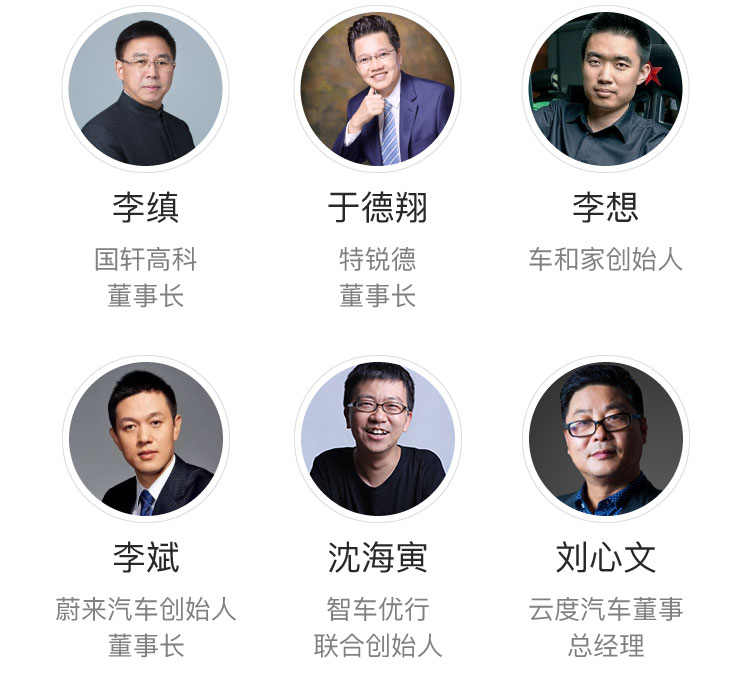 李缜
于德翔
李想
国轩高科
特锐德
车和家创始人
董事长
董事长
李斌
沈海寅
刘心文
蔚来汽车创始人
智车优行
云度汽车董事
董事长
联合创始人
总经理